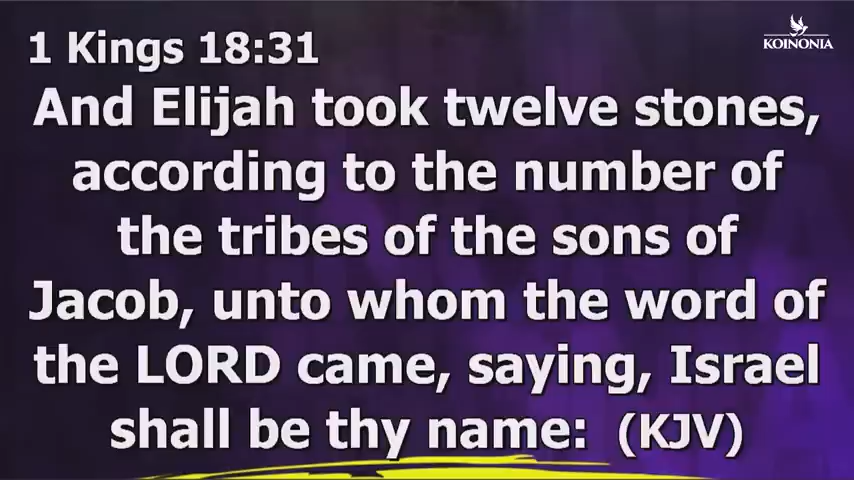 1 Kings 18:31
KOINONIA
And Elijah took twelve stones,
according to the number of
the tribes of the sons of
Jacob, unto whom the word of
the LORD came, saying, Israel
shall be thy name: (KJV)